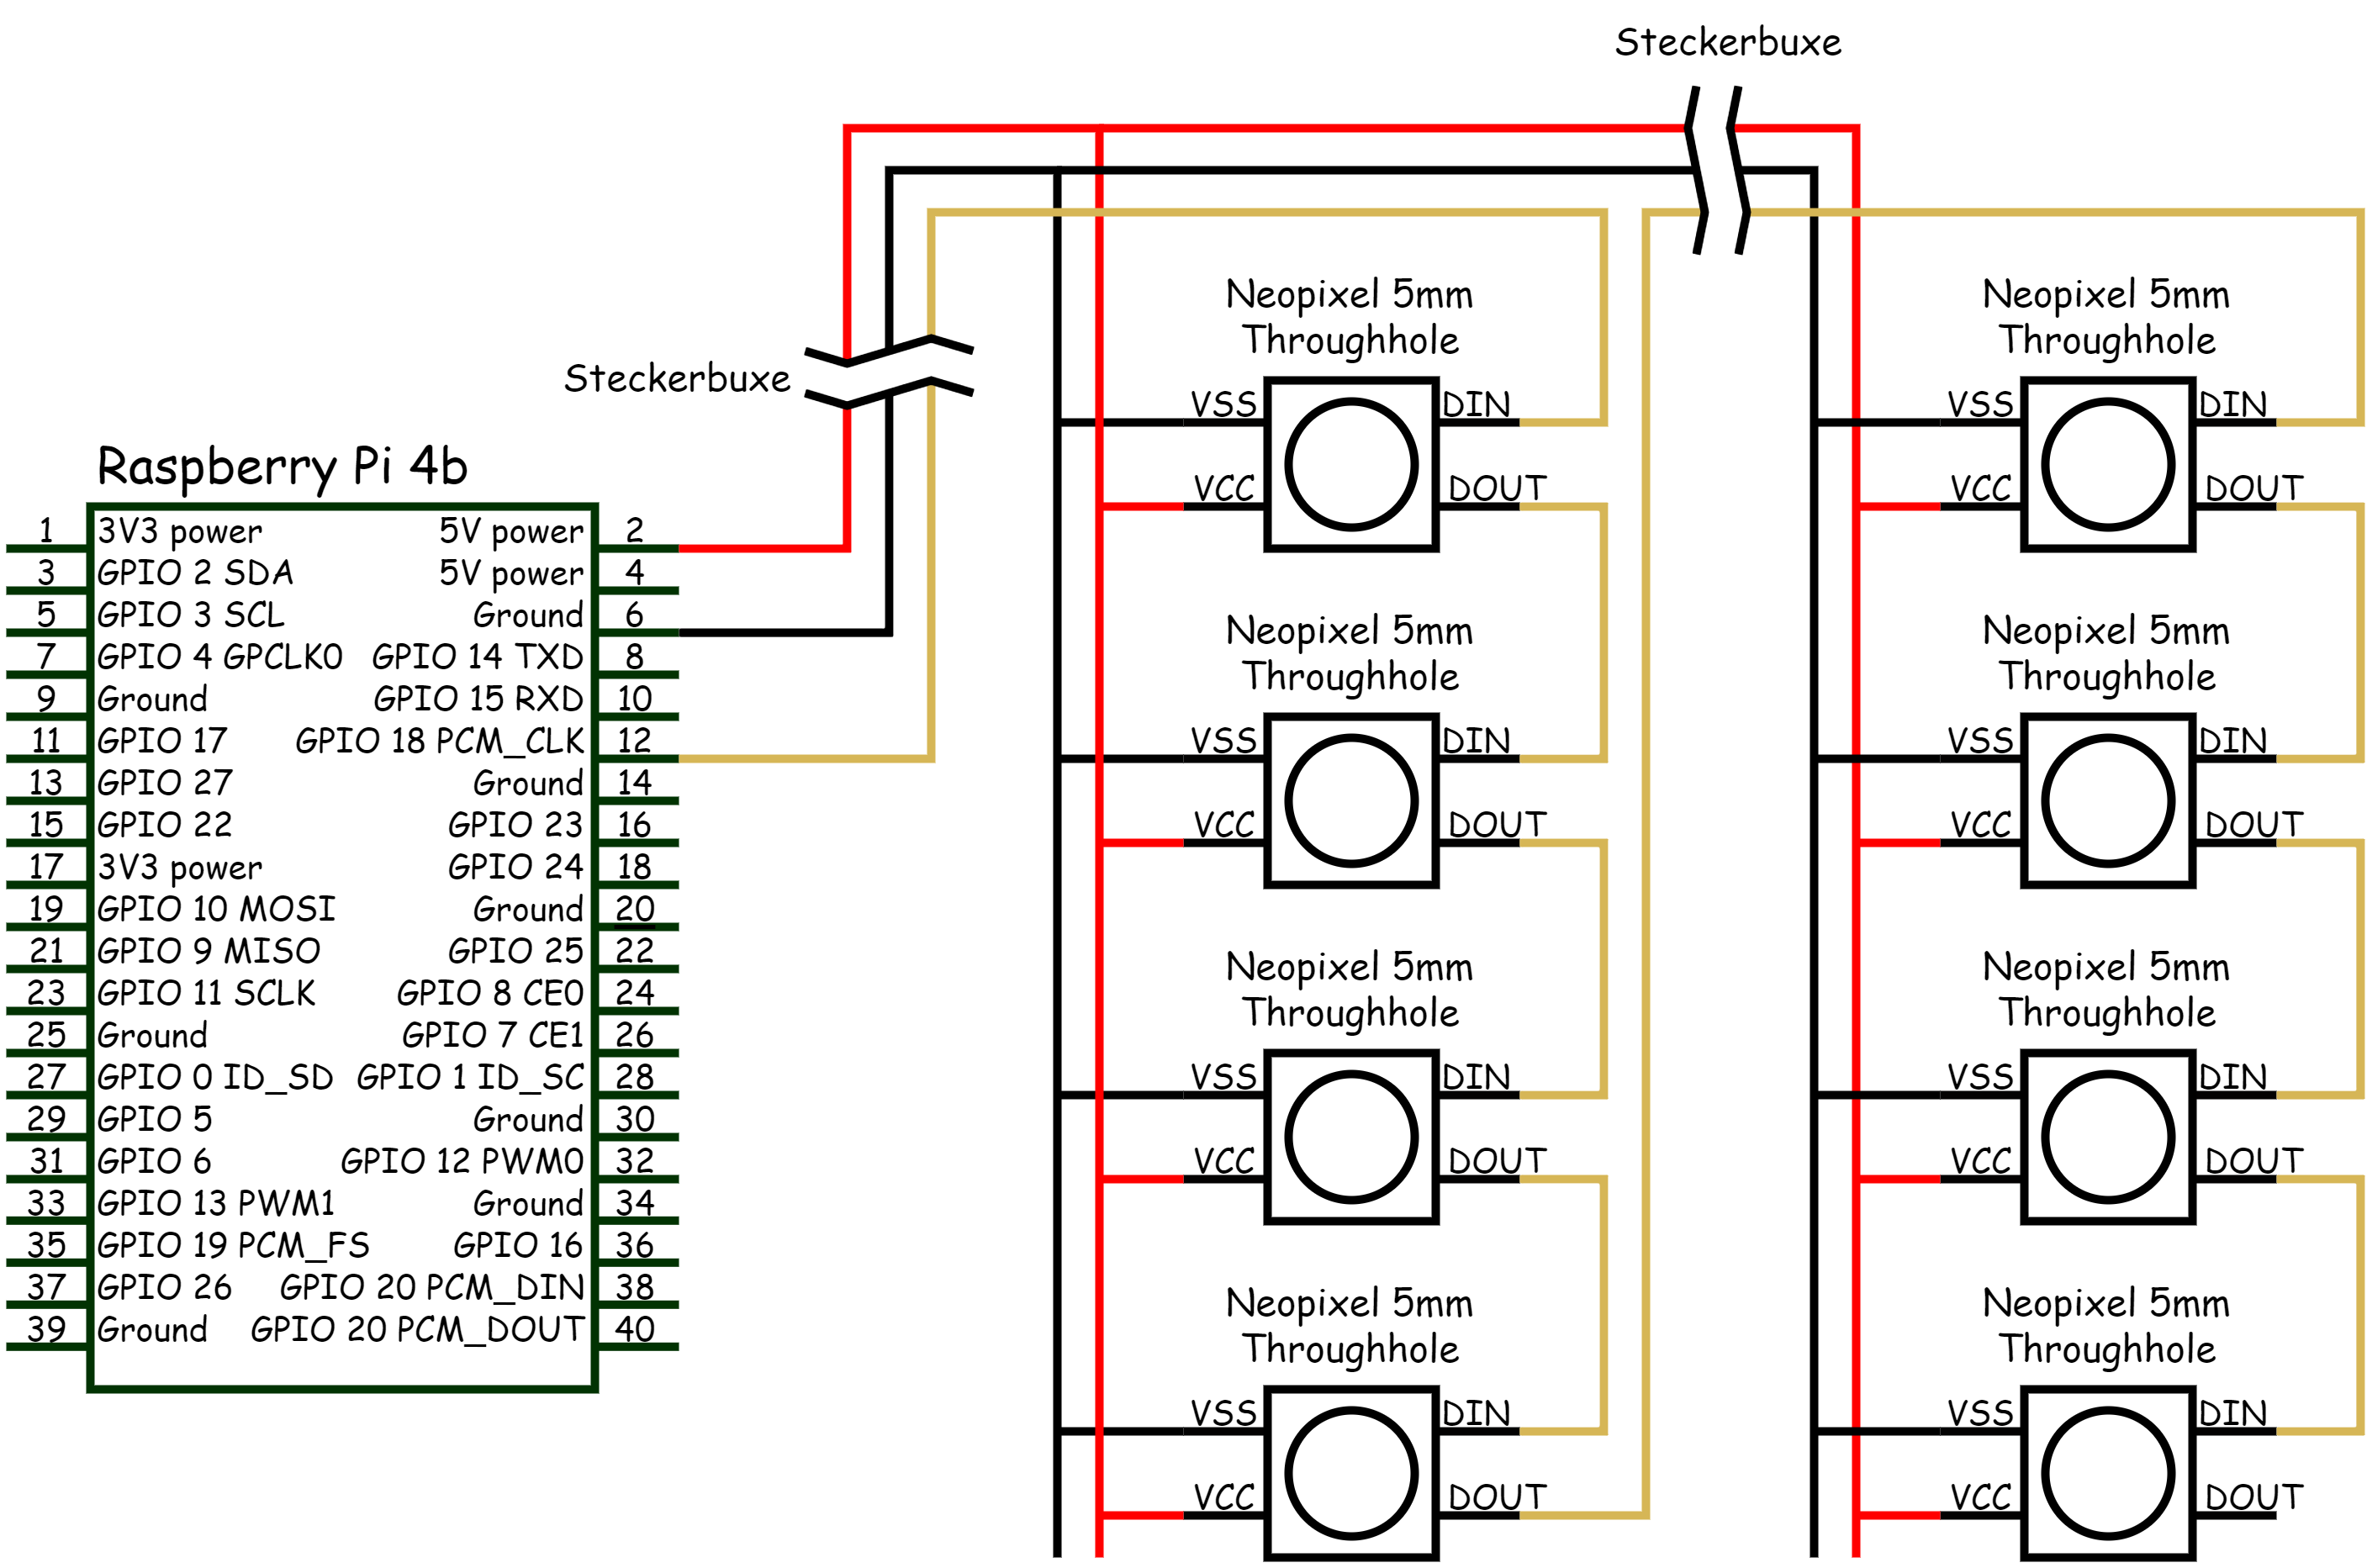 Steckerbuxe
Steckerbuxe
Raspberry Pi 4b
1 3V3 power 5V power 2
3 GPIO 2 SDA 5V power 4
5 GPIO 3 SCL Ground 6
7 GPIO 4 GPCLK0 GPIO 14 TXD 8
9 Ground GPIO 15 RXD 10
11 GPIO 17 GPIO 18 PCM_CLK 12
13 GPIO 27 Ground 14
15 GPIO 22 GPIO 23 16
17 3V3 power GPIO 24 18
19 GPIO 10 MOSI Ground 20
21 GPIO 9 MISO GPIO 25 22
23 GPIO 11 SCLK GPIO 8 CE0 24
25 Ground GPIO 7 CE1 26
27 GPIO 0 ID_SD GPIO 1 ID_SC 28
29 GPIO 5 Ground 30
31 GPIO 6 GPIO 12 PWM0 32
33 GPIO 13 PWM1 Ground 34
35 GPIO 19 PCM_FS GPIO 16 36
37 GPIO 26 GPIO 20 PCM_DIN 38
39 Ground GPIO 20 PCM_DOUT 40
Neopixel 5mm
Throughhole
VSS DIN
VCC DOUT
Neopixel 5mm
Throughhole
VSS DIN
VCC DOUT
Neopixel 5mm
Throughhole
VSS DIN
VCC DOUT
Neopixel 5mm
Throughhole
VSS DIN
VCC DOUT
Neopixel 5mm
Throughhole
VSS DIN
VCC DOUT
Neopixel 5mm
Throughhole
VSS DIN
VCC DOUT
Neopixel 5mm
Throughhole
VSS DIN
VCC DOUT
Neopixel 5mm
Throughhole
VSS DIN
VCC DOUT